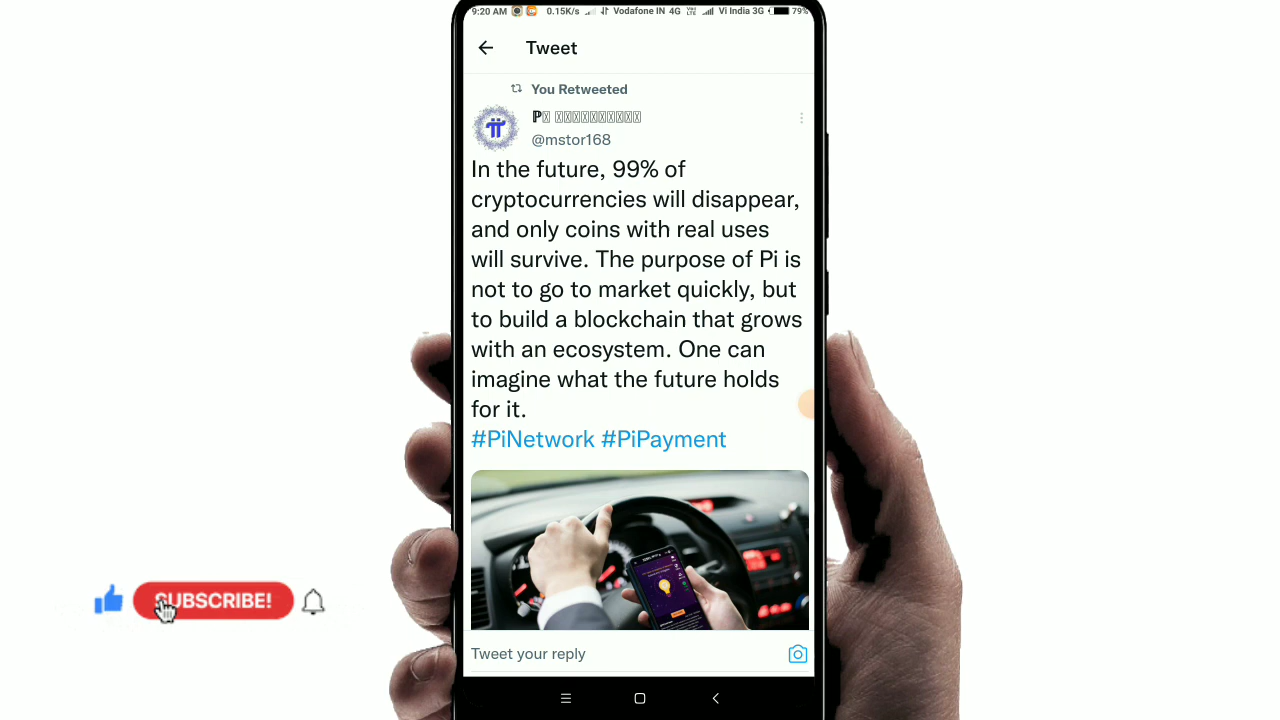 9:20 AM 0.15K/s Vodafone IN 4G Vi India 3G 79%
Tweet
You Retweeted
@mstor168
In the future, 99% of
cryptocurrencies will disappear,
and only coins with real uses
will survive. The purpose of Pi is
not to go to market quickly, but
to build a blockchain that grows
with an ecosystem. One can
imagine what the future holds
for it.
#PiNetwork #PiPayment
Tweet your reply
SUBSCRIBE!